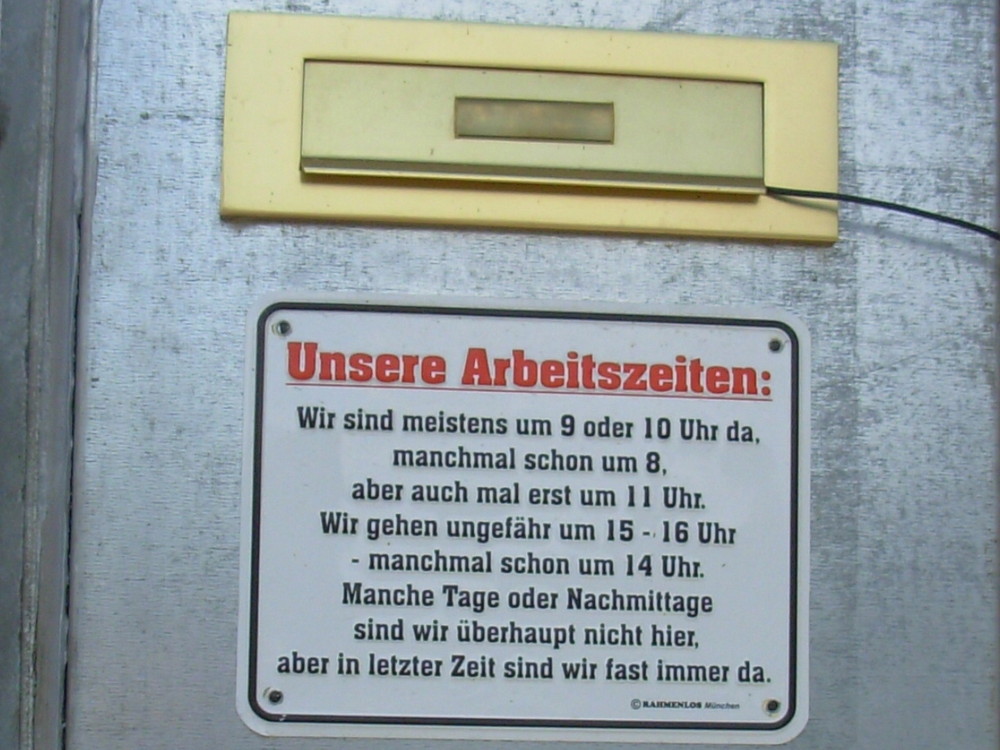 Unsere Arbeitszeiten:
Wir sind meistens um 9 oder 10 Uhr da,
manchmal schon um 8,
aber auch mal erst um 11 Uhr.
Wir gehen ungefähr um 15 - 16 Uhr
- manchmal schon um 14 Uhr.
Manche Tage oder Nachmittage
sind wir überhaupt nicht hier,
aber in letzter Zeit sind wir fast immer da.
© RAHMENLOS München